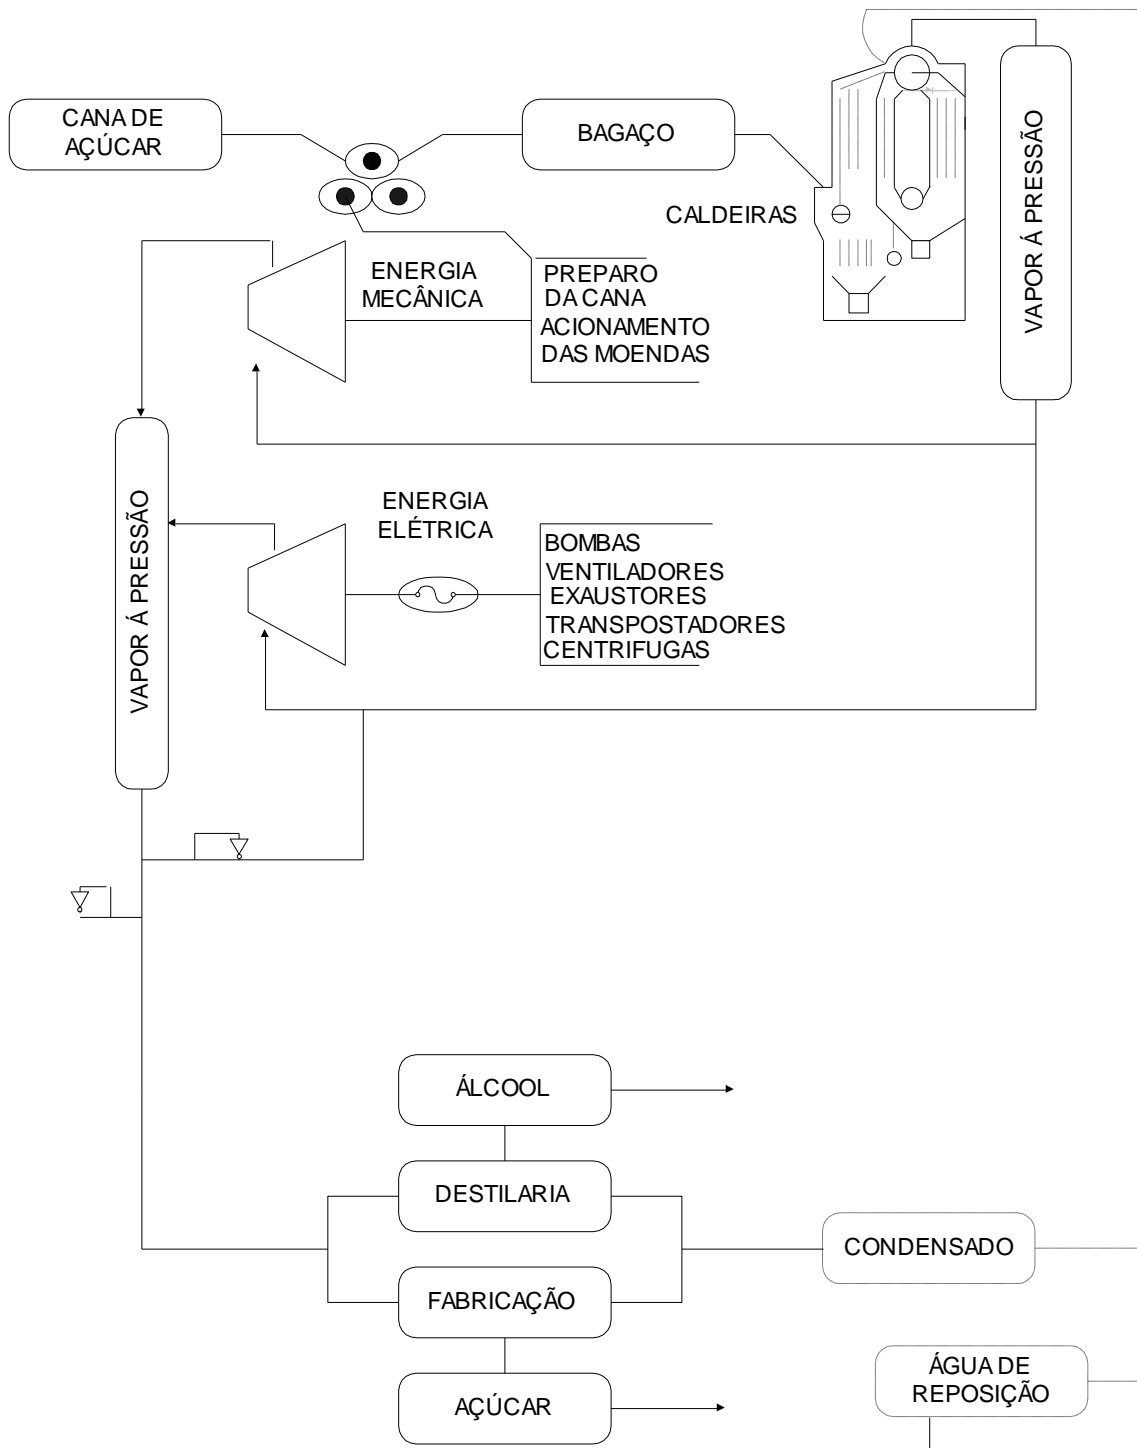 CANA DE
AÇÚCAR
BAGAÇO
CALDEIRAS
VAPOR Á PRESSÃO
ENERGIA
MECÂNICA
PREPARO
DA CANA
ACIONAMENTO
DAS MOENDAS
VAPOR Á PRESSÃO
ENERGIA
ELÉTRICA
BOMBAS
VENTILADORES
EXAUSTORES
TRANSPOSTADORES
CENTRIFUGAS
ÁLCOOL
DESTILARIA
CONDENSADO
FABRICAÇÃO
AÇÚCAR
ÁGUA DE
REPOSIÇÃO